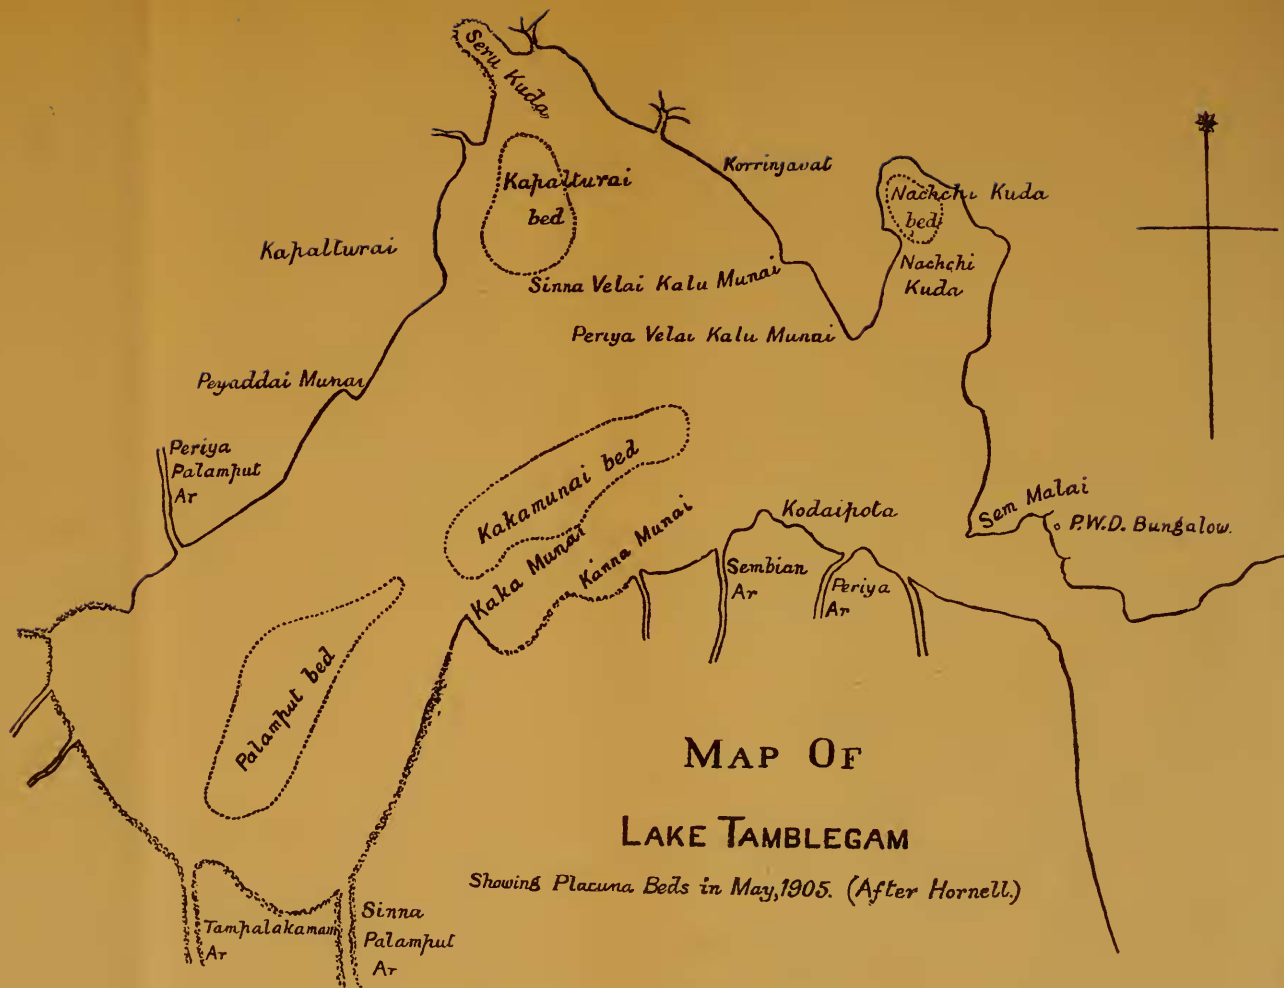 Seru Kuda
Korrinjavat
Kapalturai
bed
Nachchi Kuda
bed
Kapalturai
Nachchi
Kuda
Sinna Velai Kalu Munai
Periya Velai Kalu Munai
Peyaddai Munai
Periya
Palamput
Ar
Kakamunai bed
Kaka Munai
Kanna Munai
Kodaipota
Sem Malai
P.W.D. Bungalow.
Sembian
Ar
Periya
Ar
Palamput bed
MAP OF
LAKE TAMBLEGAM
Showing Placuna Beds in May, 1905. (After Hornell.)
Tampalakamam
Ar
Sinna
Palamput
Ar